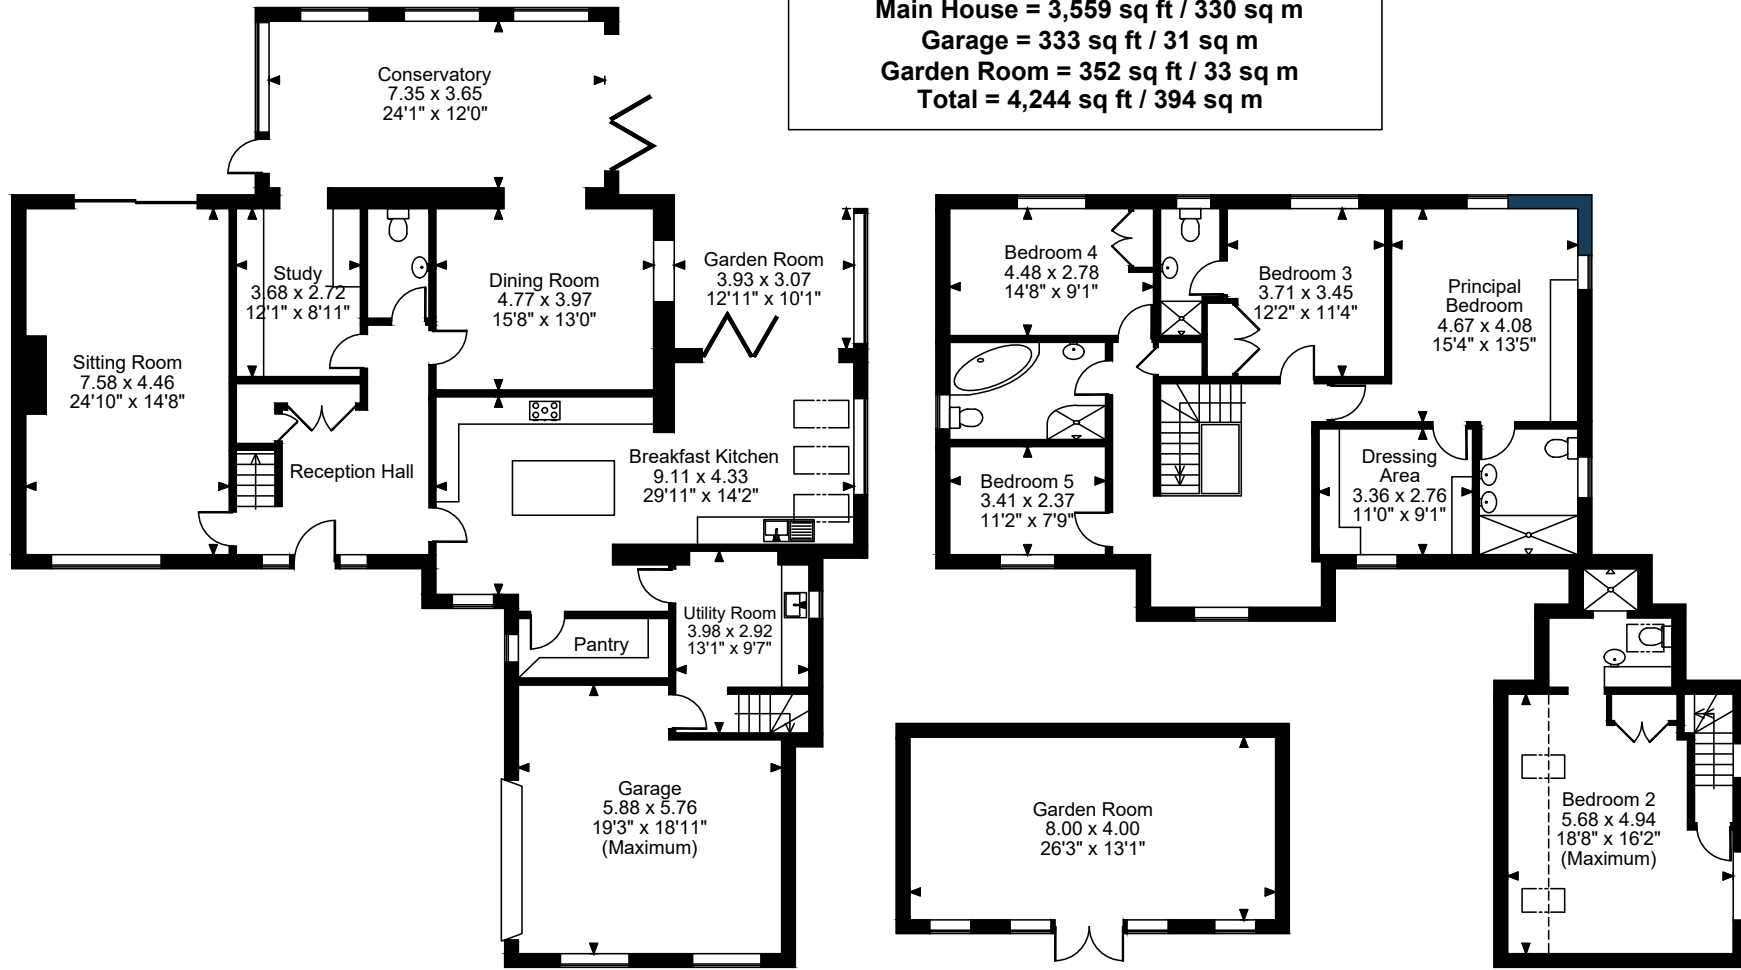 Main House = 3,559 sq ft / 330 sq m
Garage = 333 sq ft / 31 sq m
Garden Room = 352 sq ft / 33 sq m
Total = 4,244 sq ft / 394 sq m
Conservatory
7.35 x 3.65
24'1" x 12'0"
Study
3.68 x 2.72
12'1" x 8'11"
Dining Room
4.77 x 3.97
15'8" x 13'0"
Garden Room
3.93 x 3.07
12'11" x 10'1"
Sitting Room
7.58 x 4.46
24'10" x 14'8"
Reception Hall
Breakfast Kitchen
9.11 x 4.33
29'11" x 14'2"
Utility Room
3.98 x 2.92
13'1" x 9'7"
Pantry
Garage
5.88 x 5.76
19'3" x 18'11"
(Maximum)
Bedroom 4
4.48 x 2.78
14'8" x 9'1"
Bedroom 3
3.71 x 3.45
12'2" x 11'4"
Principal
Bedroom
4.67 x 4.08
15'4" x 13'5"
Bedroom 5
3.41 x 2.37
11'2" x 7'9"
Dressing
Area
3.36 x 2.76
11'0" x 9'1"
Garden Room
8.00 x 4.00
26'3" x 13'1"
Bedroom 2
5.68 x 4.94
18'8" x 16'2"
(Maximum)